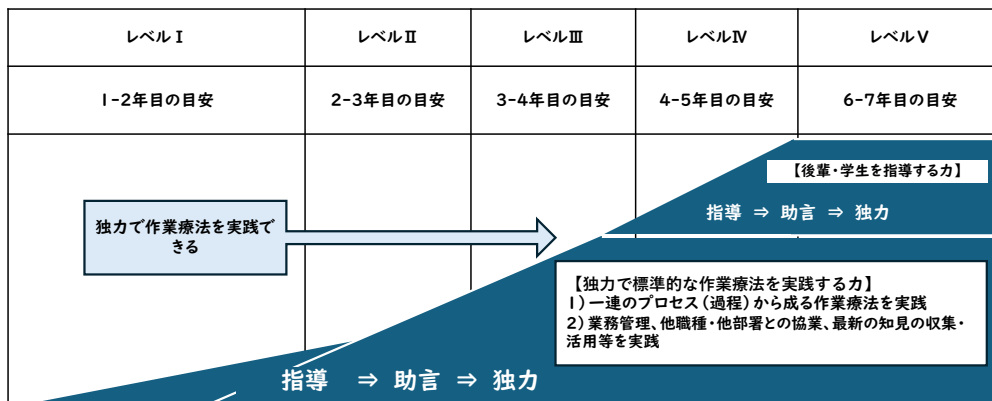 レベルⅠ
レベルⅡ
レベルⅢ
レベルⅣ
レベルⅤ
1-2年目の目安
2-3年目の目安
3-4年目の目安
4-5年目の目安
6-7年目の目安
【後輩・学生を指導する力】
指導 ⇒ 助言 ⇒ 独力
独力で作業療法を実践で
きる
【独力で標準的な作業療法を実践する力】
1)一連のプロセス(過程)から成る作業療法を実践
2)業務管理、他職種・他部署との協業、最新の知見の収集・
活用等を実践
指導 ⇒ 助言 ⇒ 独力